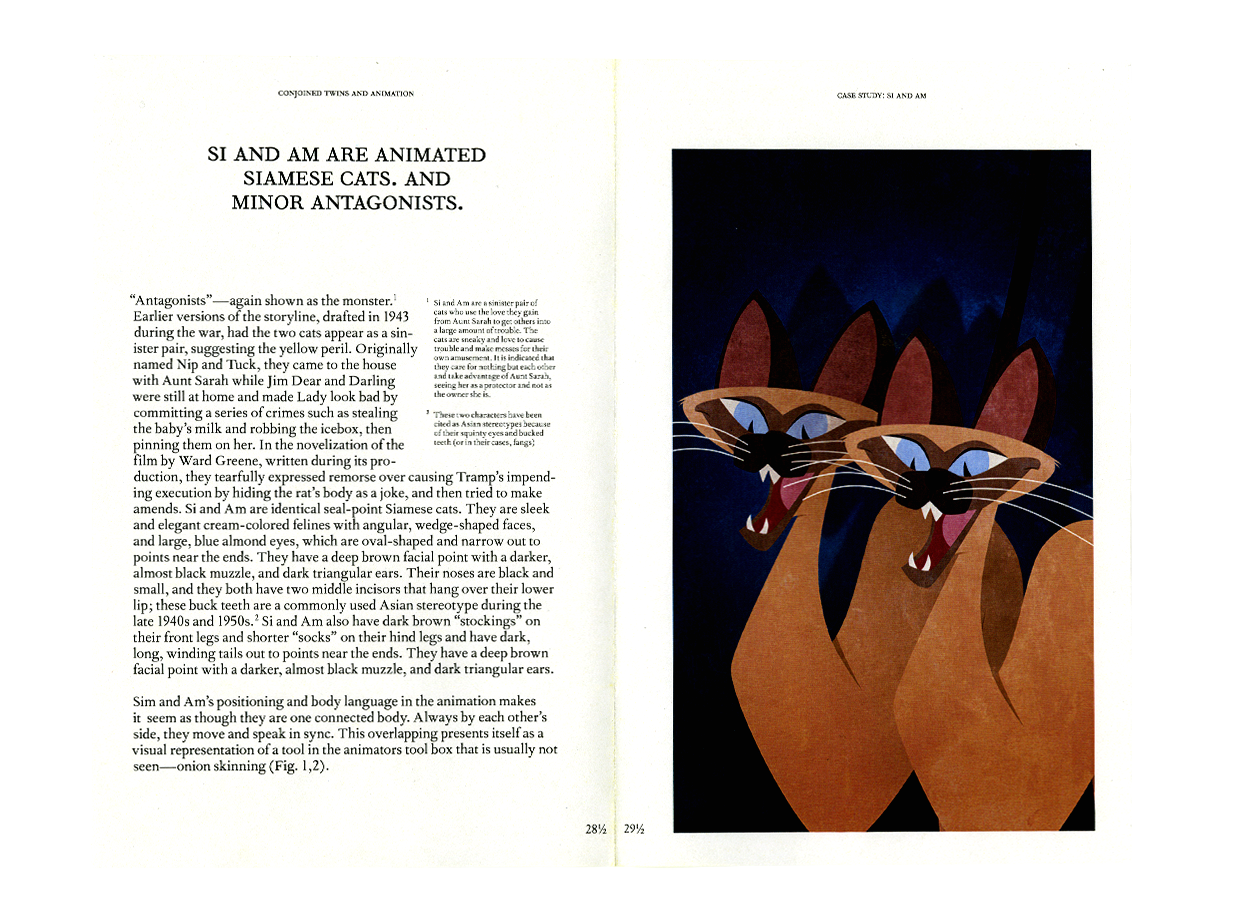 CONJOINED TWINS AND ANIMATION
SI AND AM ARE ANIMATED
SIAMESE CATS. AND
MINOR ANTAGONISTS.
“Antagonists”—again shown as the monster.¹
Earlier versions of the storyline, drafted in 1943
during the war, had the two cats appear as a sin-
ister pair, suggesting the yellow peril. Originally
named Nip and Tuck, they came to the house
with Aunt Sarah while Jim Dear and Darling
were still at home and made Lady look bad by
committing a series of crimes such as stealing
the baby’s milk and robbing the icebox, then
pinning them on her. In the novelization of the
film by Ward Greene, written during its pro-
duction, they tearfully expressed remorse over causing Tramp’s impend-
ing execution by hiding the rat’s body as a joke, and then tried to make
amends. Si and Am are identical seal-point Siamese cats. They are sleek
and elegant cream-colored felines with angular, wedge-shaped faces,
and large, blue almond eyes, which are oval-shaped and narrow out to
points near the ends. They have a deep brown facial point with a darker,
almost black muzzle, and dark triangular ears. Their noses are black and
small, and they both have two middle incisors that hang over their lower
lip; these buck teeth are a commonly used Asian stereotype during the
late 1940s and 1950s.² Si and Am also have dark brown “stockings” on
their front legs and shorter “socks” on their hind legs and have dark,
long, winding tails out to points near the ends. They have a deep brown
facial point with a darker, almost black muzzle, and dark triangular ears.
Sim and Am’s positioning and body language in the animation makes
it seem as though they are one connected body. Always by each other’s
side, they move and speak in sync. This overlapping presents itself as a
visual representation of a tool in the animators tool box that is usually not
seen—onion skinning (Fig. 1,2).
¹ Si and Am are a sinister pair of
cats who use the love they gain
from Aunt Sarah to get others into
a large amount of trouble. The
cats are sneaky and love to cause
trouble and make messes for their
own amusement. It is indicated that
they care for nothing but each other
and take advantage of Aunt Sarah,
seeing her as a protector and not as
the owner she is.
² These two characters have been
cited as Asian stereotypes because
of their squinty eyes and bucked
teeth (or in their cases, fangs)
28½
CASE STUDY: SI AND AM
29½